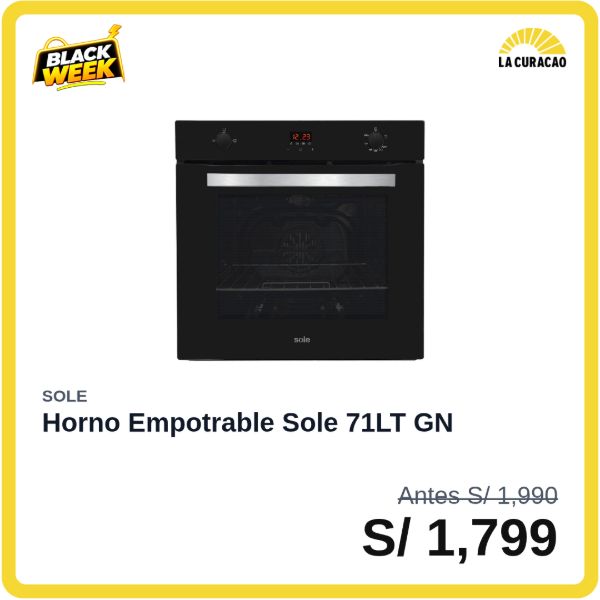 BLACK
WEEK
LA CURACAO
12:23
sole
SOLE
Horno Empotrable Sole 71LT GN
Antes S/ 1,990
S/ 1,799